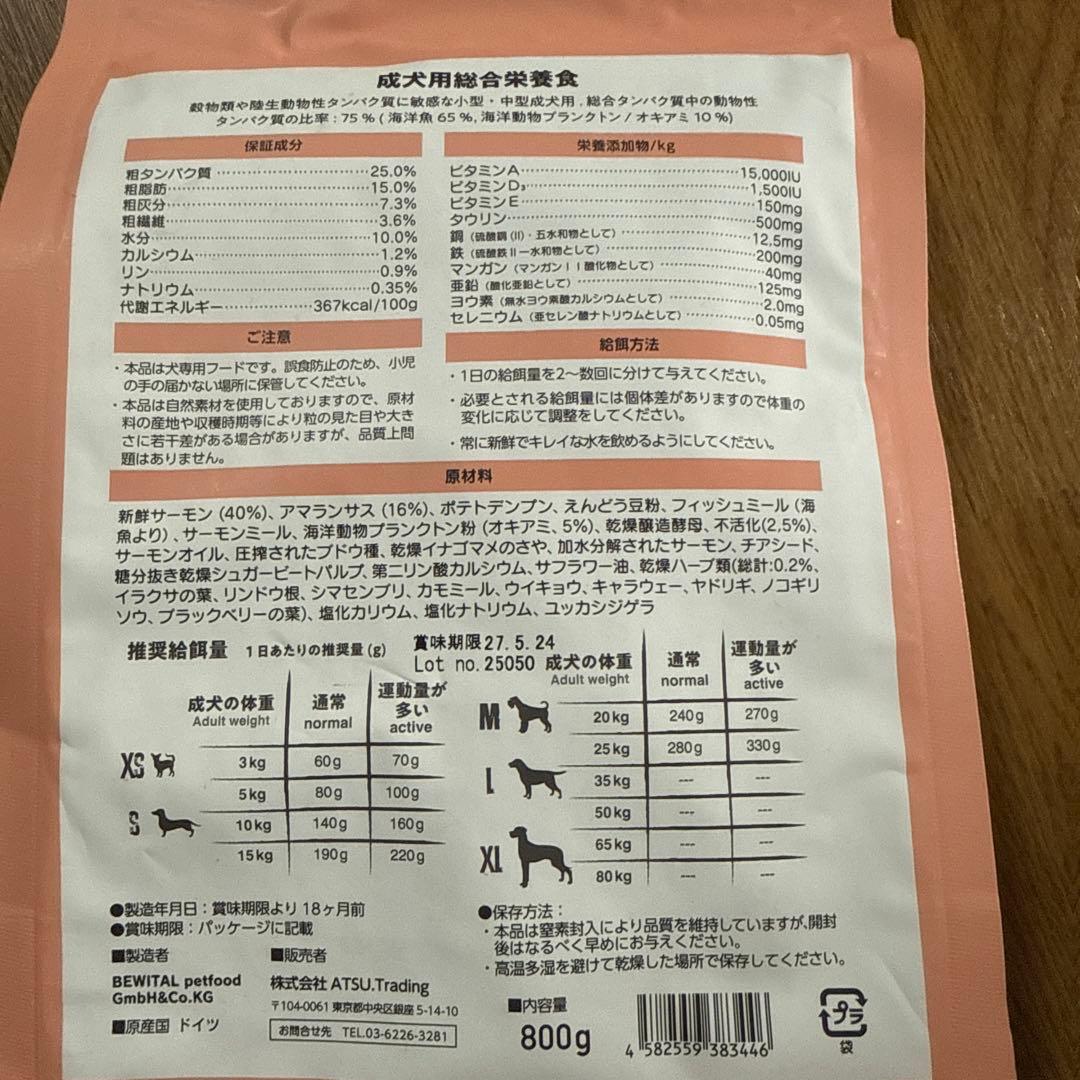 成犬用総合栄養食
穀物類や陸生動物性タンパク質に敏感な小型・中型成犬用．総合タンパク質中の動物性
タンパク質の比率：75％（海洋魚 65％, 海洋動物プランクトン / オキアミ 10％）
保証成分
粗タンパク質 25.0%
粗脂肪 15.0%
粗灰分 7.3%
粗繊維 3.6%
水分 10.0%
カルシウム 1.2%
リン 0.9%
ナトリウム 0.35%
代謝エネルギー 367kcal/100g
栄養添加物/kg
ビタミンA 15,000IU
ビタミンD₃ 1,500IU
ビタミンE 150mg
タウリン 500mg
銅（硫酸銅(II)・五水和物として） 12.5mg
鉄（硫酸鉄II一水和物として） 200mg
マンガン（マンガンII酸化物として） 40mg
亜鉛（酸化亜鉛として） 125mg
ヨウ素（無水ヨウ素酸カルシウムとして） 2.0mg
セレニウム（亜セレン酸ナトリウムとして） 0.05mg
ご注意
・本品は犬専用フードです。誤食防止のため、小児
の手の届かない場所に保管してください。
・本品は自然素材を使用しておりますので、原材
料の産地や収穫時期等により粒の見た目や大き
さに若干差がある場合がありますが、品質上問
題はありません。
給餌方法
・1日の給餌量を2〜数回に分けて与えてください。
・必要とされる給餌量には個体差がありますので体重の
変化に応じて調整をしてください。
・常に新鮮でキレイな水を飲めるようにしてください。
原材料
新鮮サーモン（40%）、アマランサス（16%）、ポテトデンプン、えんどう豆粉、フィッシュミール（海
魚より）、サーモンミール、海洋動物プランクトン粉（オキアミ、5%）、乾燥醸造酵母、不活化(2,5%)、
サーモンオイル、圧搾されたブドウ種、乾燥イナゴマメのさや、加水分解されたサーモン、チアシード、
糖分抜き乾燥シュガービートパルプ、第二リン酸カルシウム、サフラワー油、乾燥ハーブ類(総計:0.2%、
イラクサの葉、リンドウ根、シマセンブリ、カモミール、ウイキョウ、キャラウェー、ヤドリギ、ノコギリ
ソウ、ブラックベリーの葉)、塩化カリウム、塩化ナトリウム、ユッカシジゲラ
推奨給餌量 1日あたりの推奨量(g)
賞味期限27.5.24
Lot no.25050
成犬の体重 通常 運動量が
多い
Adult weight normal active
XS 3kg 60g 70g
5kg 80g 100g
S 10kg 140g 160g
15kg 190g 220g
成犬の体重 通常 運動量が
多い
Adult weight normal active
M 20kg 240g 270g
25kg 280g 330g
L 35kg --- ---
50kg --- ---
XL 65kg --- ---
80kg --- ---
●製造年月日：賞味期限より18ヶ月前
●賞味期限：パッケージに記載
■製造者
BEWITAL petfood
GmbH&Co.KG
■原産国 ドイツ
■販売者
株式会社 ATSU.Trading
〒104-0061 東京都中央区銀座 5-14-10
お問合せ先 TEL.03-6226-3281
●保存方法：
・本品は窒素封入により品質を維持していますが、開封
後はなるべく早めにお与えください。
・高温多湿を避けて乾燥した場所で保存してください。
■内容量
800g
4 582559 383446
プラ
袋